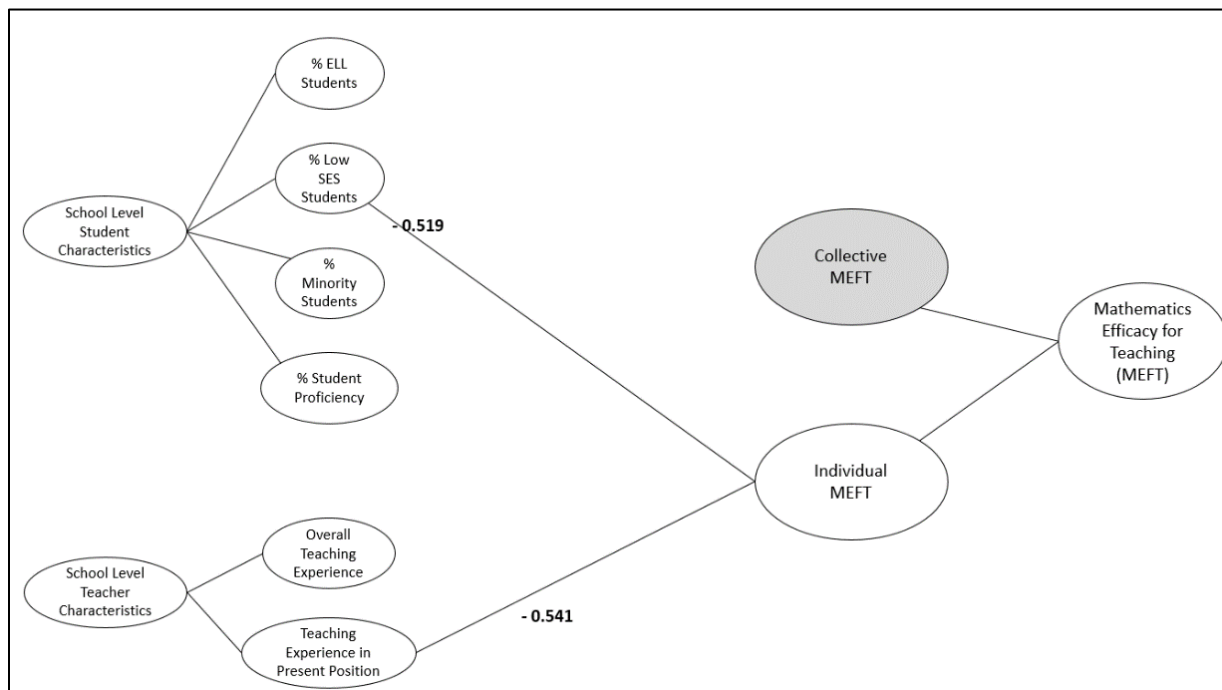 % ELL
Students
% Low
SES
Students
School Level
Student
Characteristics
%
Minority
Students
% Student
Proficiency
- 0.519
Collective
MEFT
Mathematics
Efficacy for
Teaching
(MEFT)
Individual
MEFT
Overall
Teaching
Experience
School Level
Teacher
Characteristics
Teaching
Experience in
Present Position
- 0.541